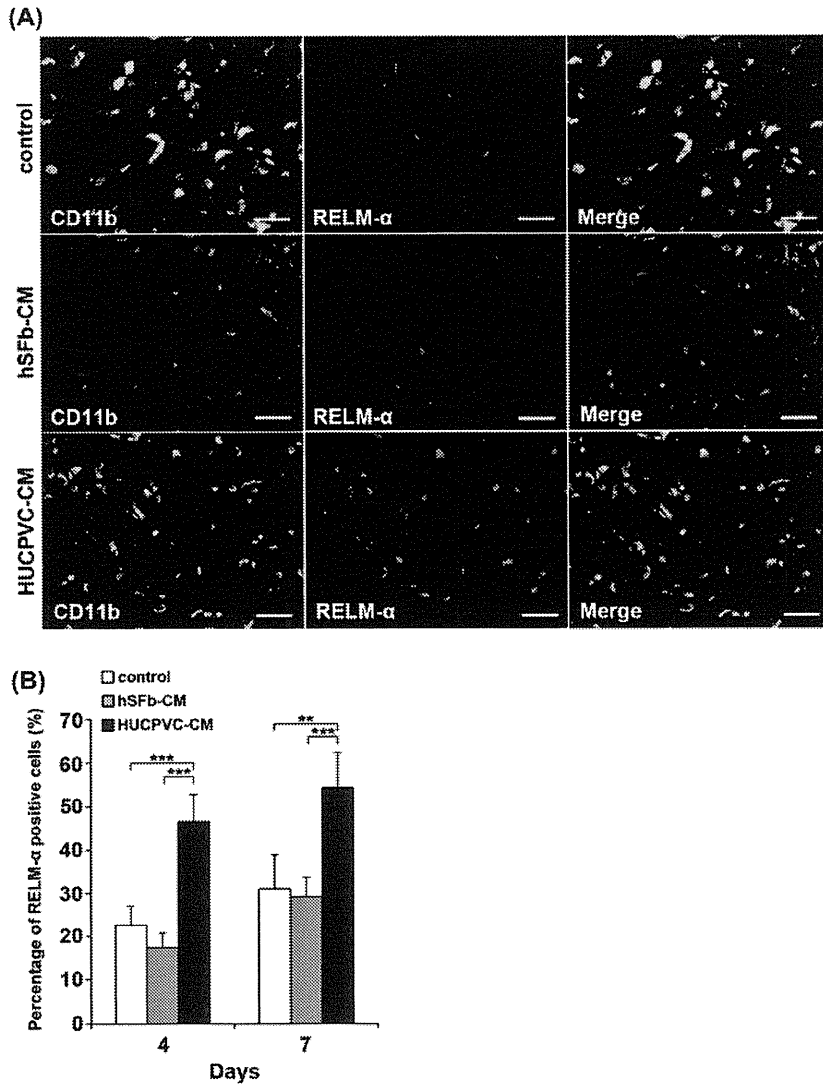 (A)
control
CD11b
RELM-α
Merge
hSFb-CM
CD11b
RELM-α
Merge
HUCPVC-CM
CD11b
RELM-α
Merge
(B)
control
hSFb-CM
HUCPVC-CM
Percentage of RELM-α positive cells (%)
70
60
50
40
30
20
10
0
***
***
**
***
4
7
Days